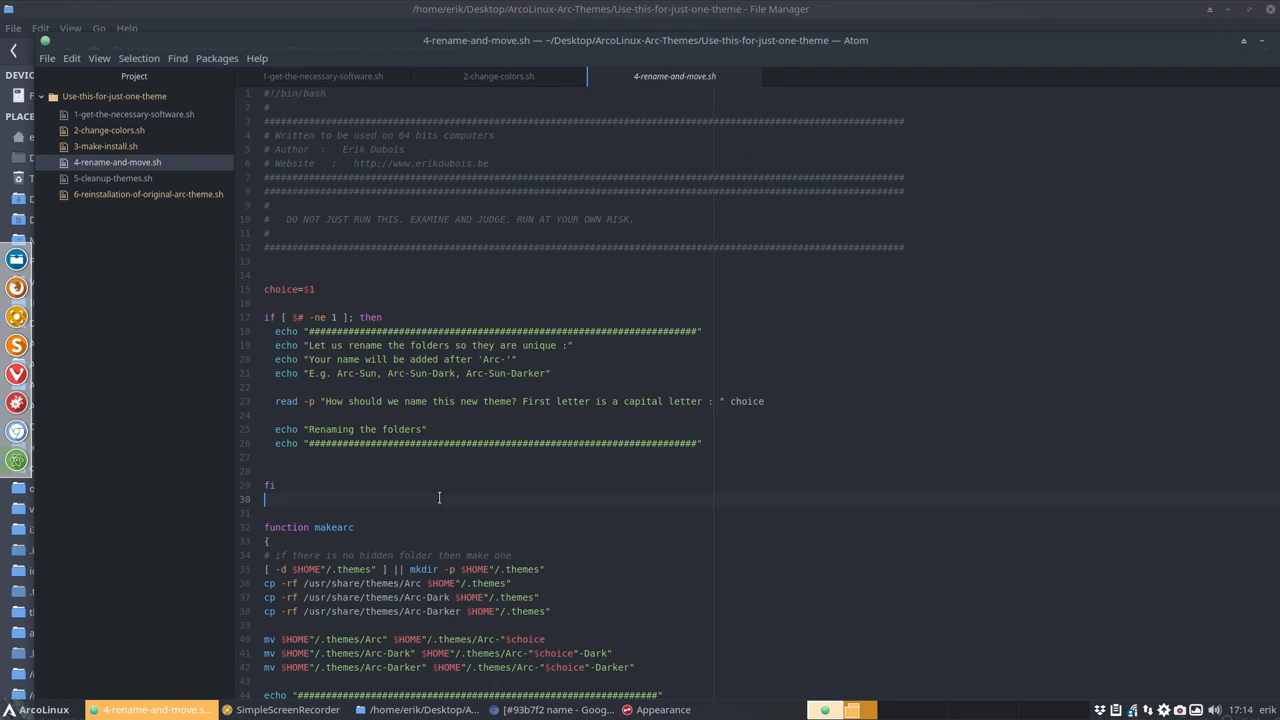 /home/erik/Desktop/ArcoLinux-Arc-Themes/Use-this-for-just-one-theme - File Manager
File Edit View Go Help
4-rename-and-move.sh — ~/Desktop/ArcoLinux-Arc-Themes/Use-this-for-just-one-theme — Atom
File Edit View Selection Find Packages Help
DEVIC
PLACE
Project
Use-this-for-just-one-theme
1-get-the-necessary-software.sh
2-change-colors.sh
3-make-install.sh
4-rename-and-move.sh
5-cleanup-themes.sh
6-reinstallation-of-original-arc-theme.sh
1-get-the-necessary-software.sh 2-change-colors.sh 4-rename-and-move.sh
1 #!/bin/bash
2 #
3 ##################################################################################################################
4 # Written to be used on 64 bits computers
5 # Author : Erik Dubois
6 # Website : http://www.erikdubois.be
7 ##################################################################################################################
8 ##################################################################################################################
9 #
10 # DO NOT JUST RUN THIS. EXAMINE AND JUDGE. RUN AT YOUR OWN RISK.
11 #
12 ##################################################################################################################
13
14
15 choice=$1
16
17 if [ $# -ne 1 ]; then
18 echo "#####################################################################"
19 echo "Let us rename the folders so they are unique :"
20 echo "Your name will be added after 'Arc-'"
21 echo "E.g. Arc-Sun, Arc-Sun-Dark, Arc-Sun-Darker"
22
23 read -p "How should we name this new theme? First letter is a capital letter : " choice
24
25 echo "Renaming the folders"
26 echo "#####################################################################"
27
28
29 fi
30
31
32 function makearc
33 {
34 # if there is no hidden folder then make one
35 [ -d $HOME"/.themes" ] || mkdir -p $HOME"/.themes"
36 cp -rf /usr/share/themes/Arc $HOME"/.themes"
37 cp -rf /usr/share/themes/Arc-Dark $HOME"/.themes"
38 cp -rf /usr/share/themes/Arc-Darker $HOME"/.themes"
39
40 mv $HOME"/.themes/Arc" $HOME"/.themes/Arc-"$choice
41 mv $HOME"/.themes/Arc-Dark" $HOME"/.themes/Arc-"$choice"-Dark"
42 mv $HOME"/.themes/Arc-Darker" $HOME"/.themes/Arc-"$choice"-Darker"
43
44 echo "################################################################"
ArcoLinux 4-rename-and-move.s... SimpleScreenRecorder /home/erik/Desktop/A... [#93b7f2 name - Goog... Appearance 17:14 erik